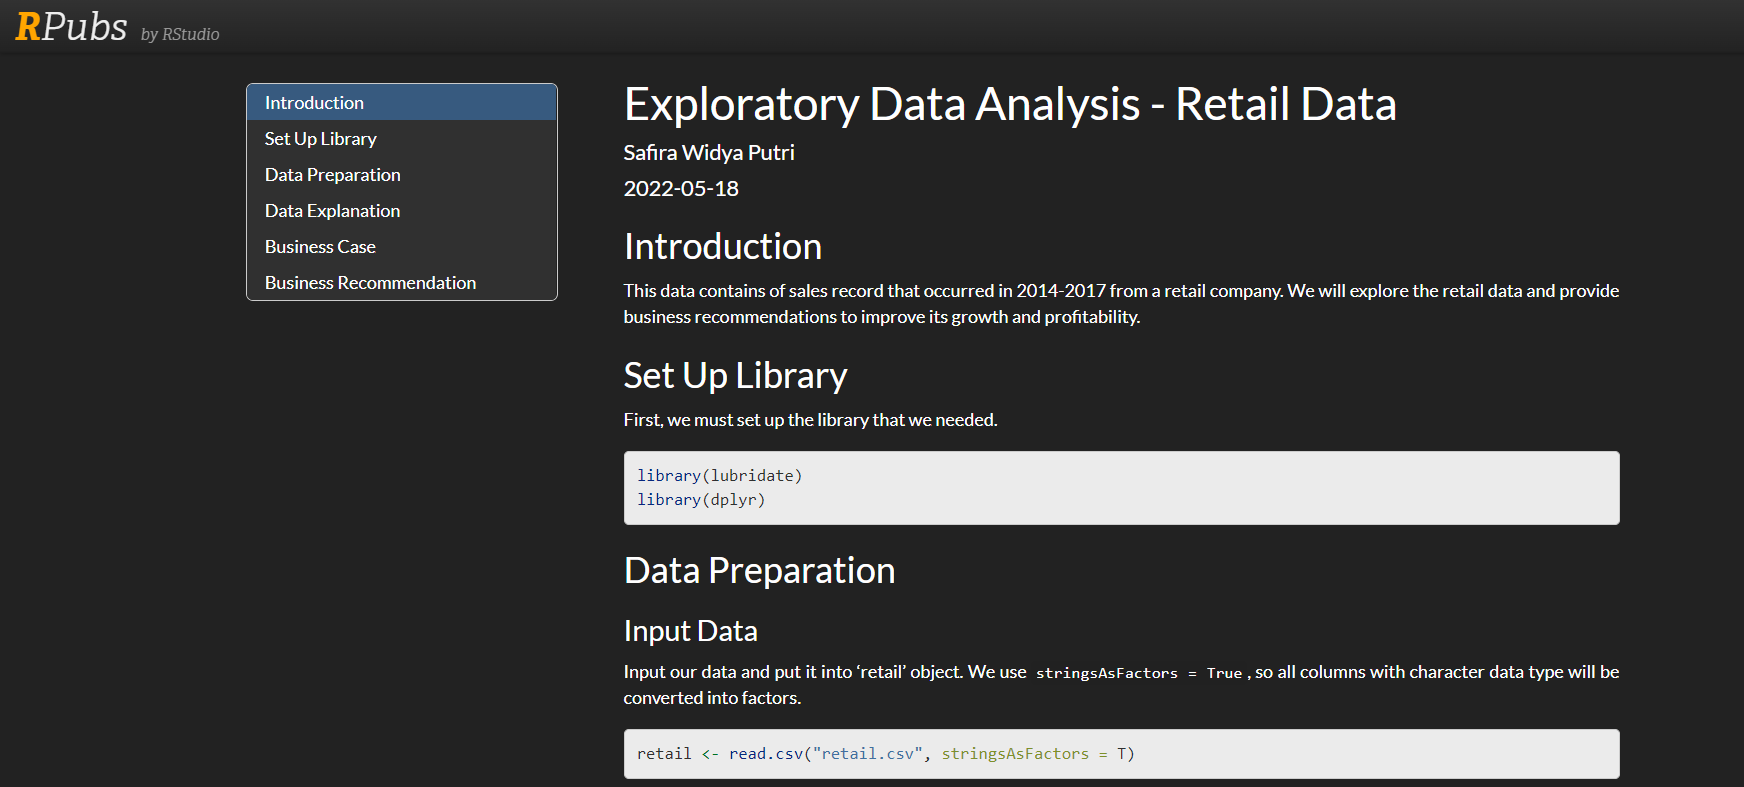 RPubs by RStudio
Introduction
Set Up Library
Data Preparation
Data Explanation
Business Case
Business Recommendation
Exploratory Data Analysis - Retail Data
Safira Widya Putri
2022-05-18
Introduction
This data contains of sales record that occurred in 2014-2017 from a retail company. We will explore the retail data and provide
business recommendations to improve its growth and profitability.
Set Up Library
First, we must set up the library that we needed.
library(lubridate)
library(dplyr)
Data Preparation
Input Data
Input our data and put it into ‘retail’ object. We use stringsAsFactors = True, so all columns with character data type will be
converted into factors.
retail <- read.csv("retail.csv", stringsAsFactors = T)